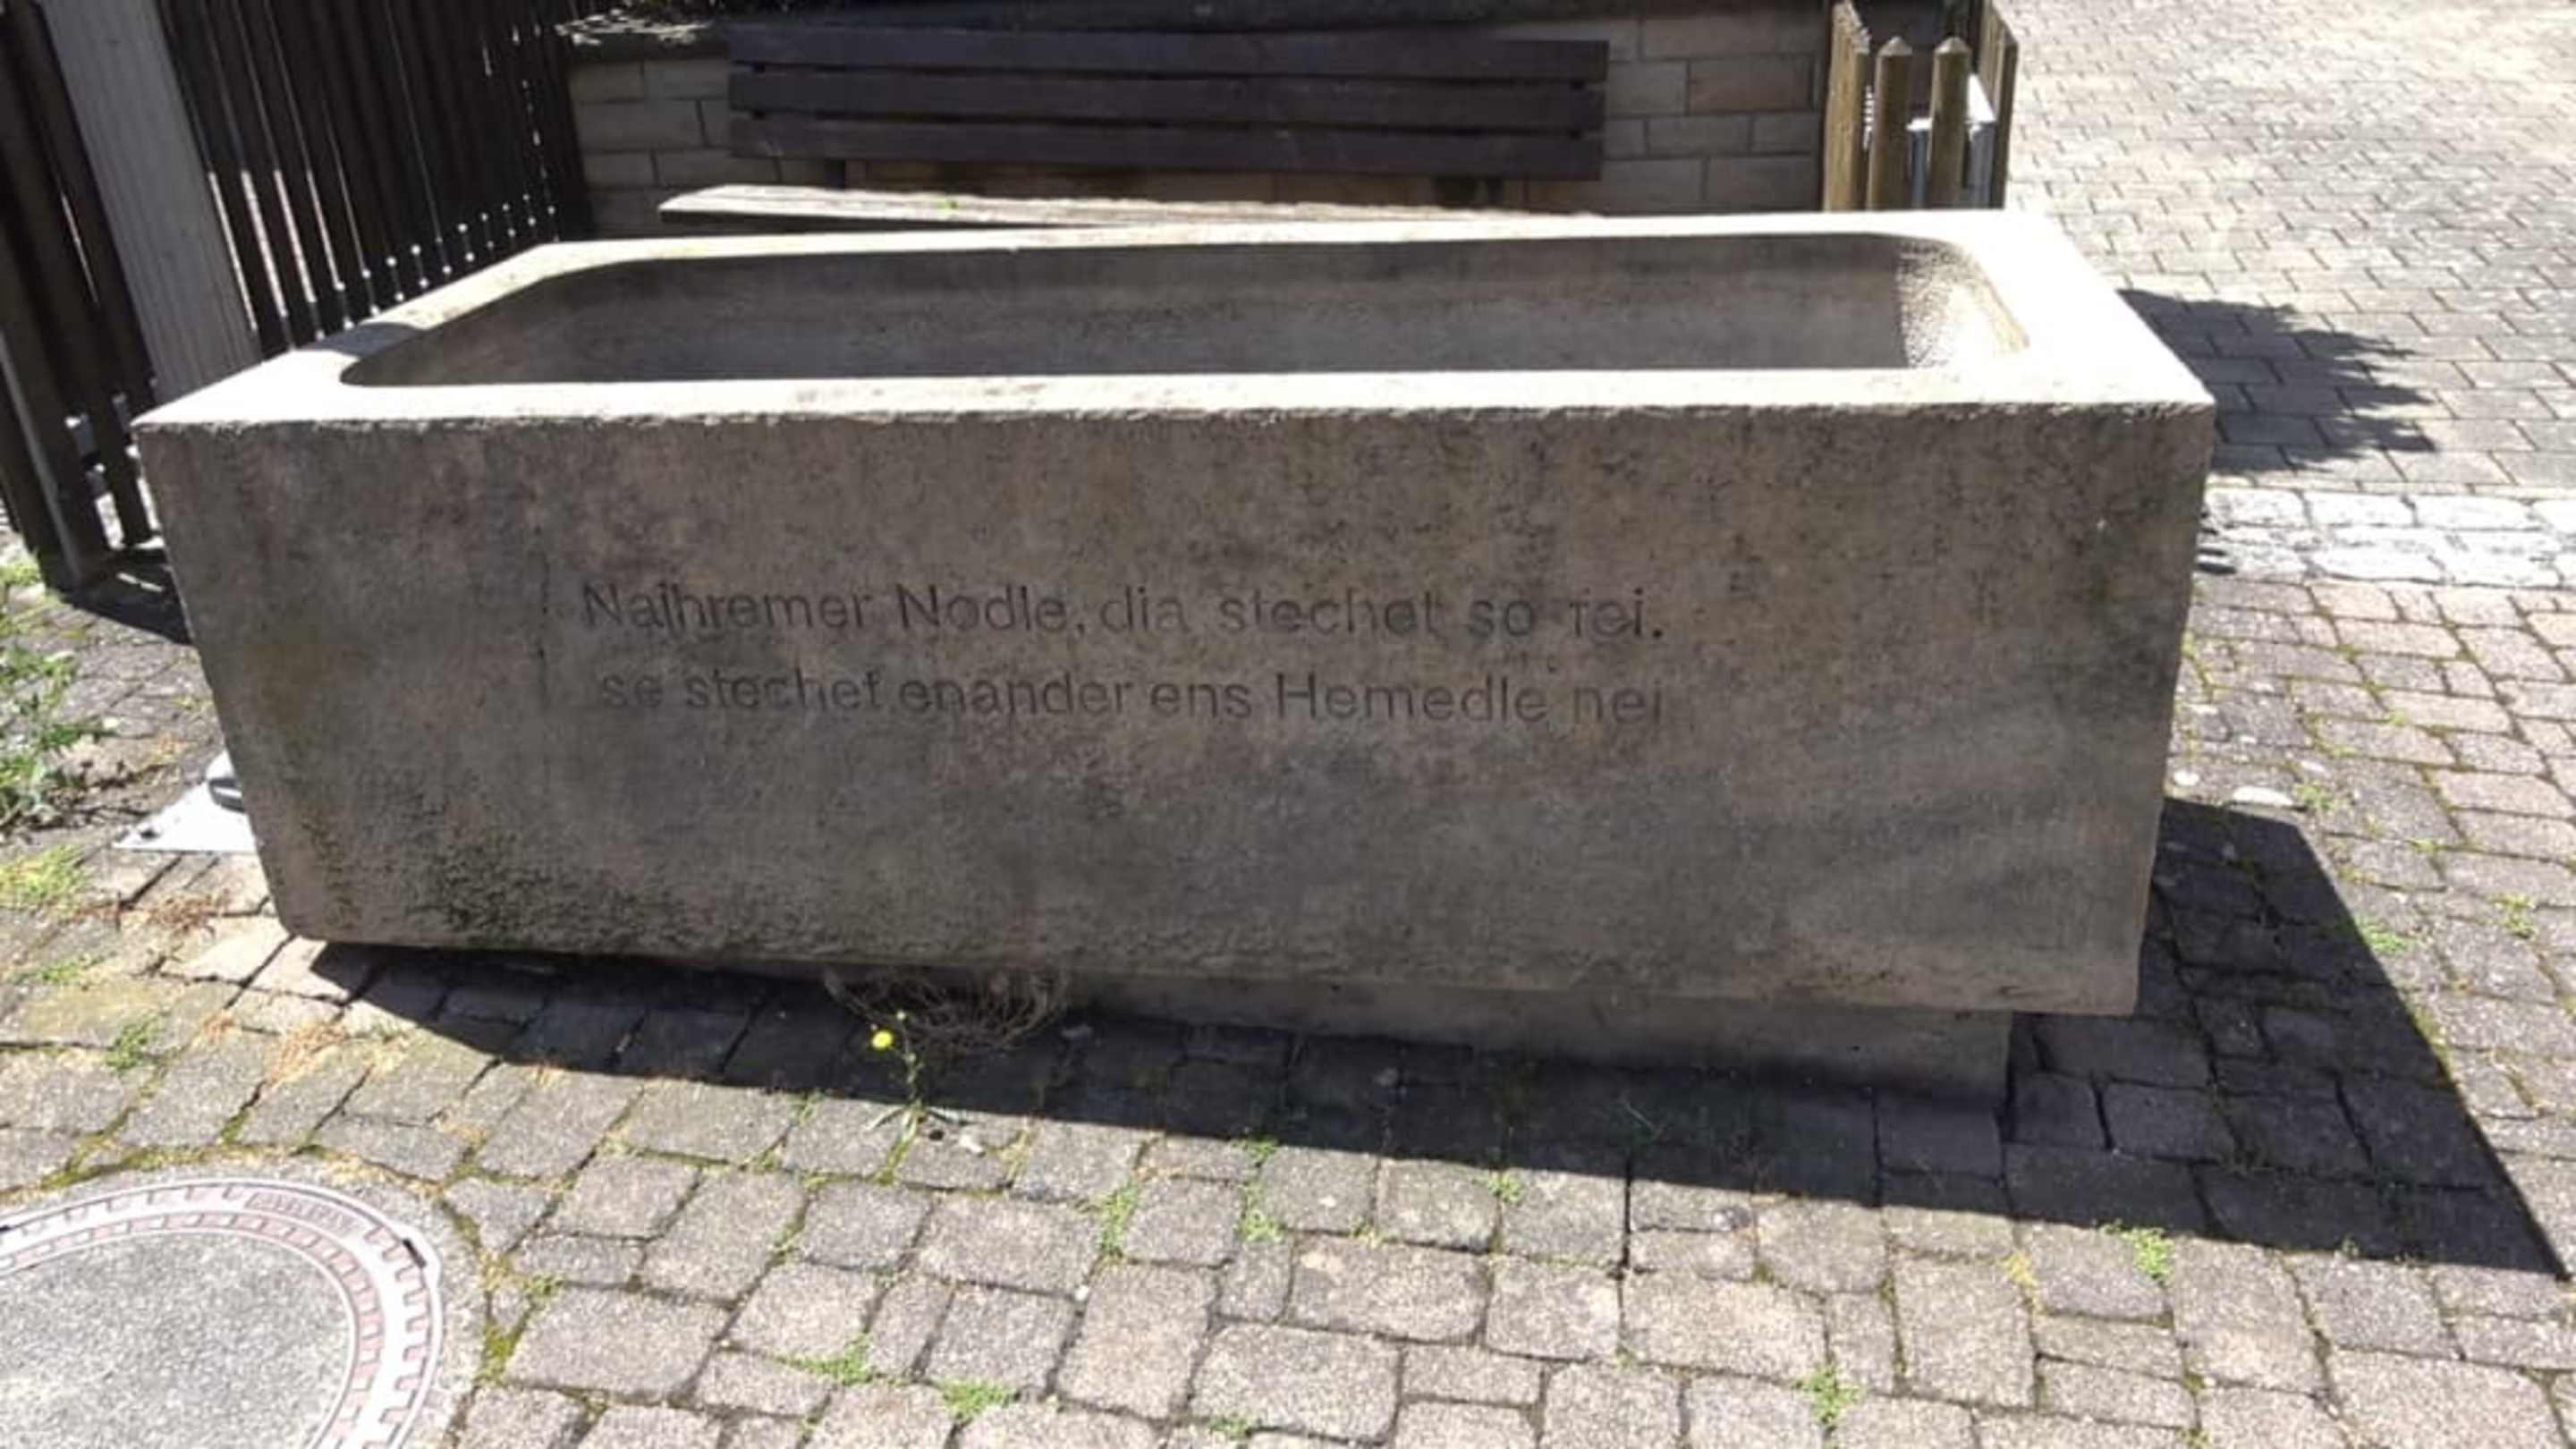 Naihremer Nodle, dia stechet so fei.
se stechet enander ens Hemedle nei